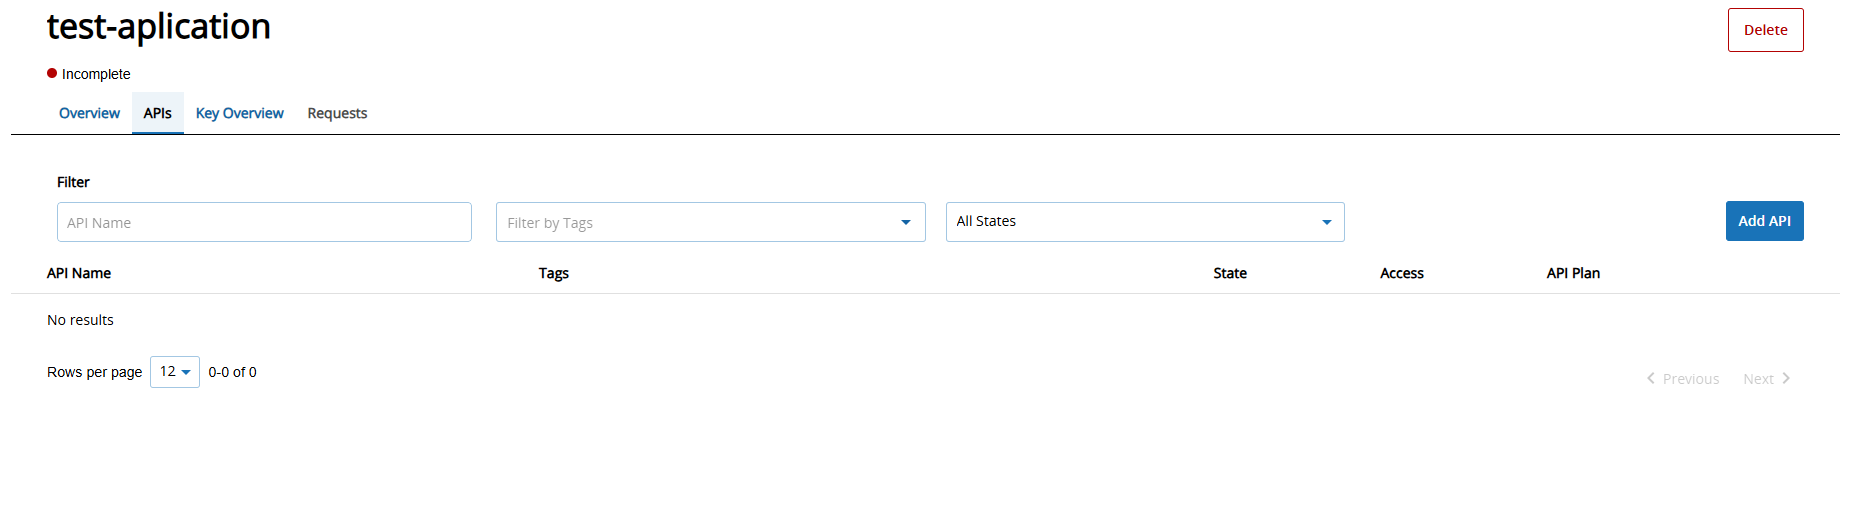 test-aplication
Delete
Incomplete
Overview APIs Key Overview Requests
Filter
API Name Filter by Tags All States Add API
API Name Tags State Access API Plan
No results
Rows per page 12 0-0 of 0
Previous Next